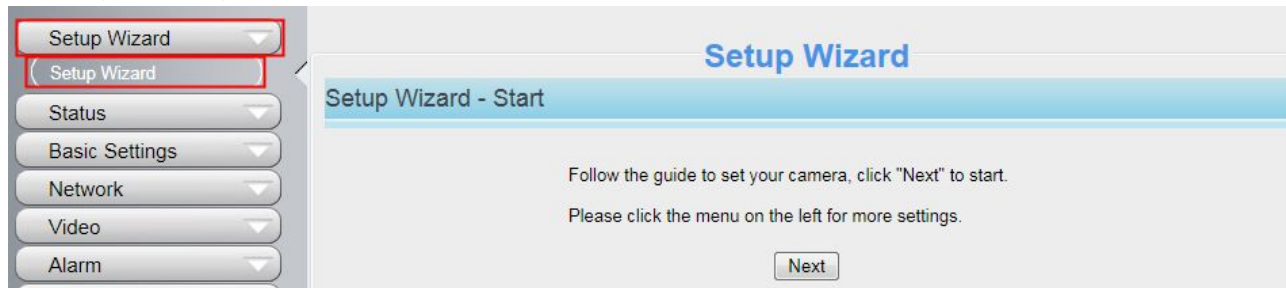 Setup Wizard
Setup Wizard
Status
Basic Settings
Network
Video
Alarm
Setup Wizard
Setup Wizard - Start
Follow the guide to set your camera, click "Next" to start.
Please click the menu on the left for more settings.
Next